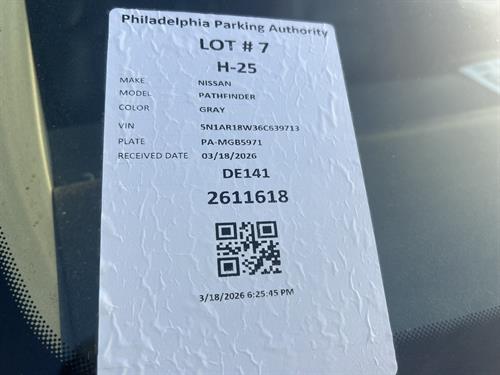 Philadelphia Parking Authority
LOT # 7
H-25
MAKE NISSAN
MODEL PATHFINDER
COLOR GRAY
VIN 5N1AR18W36C639713
PLATE PA-MGB5971
RECEIVED DATE 03/18/2026
DE141
2611618
3/18/2026 6:25:45 PM